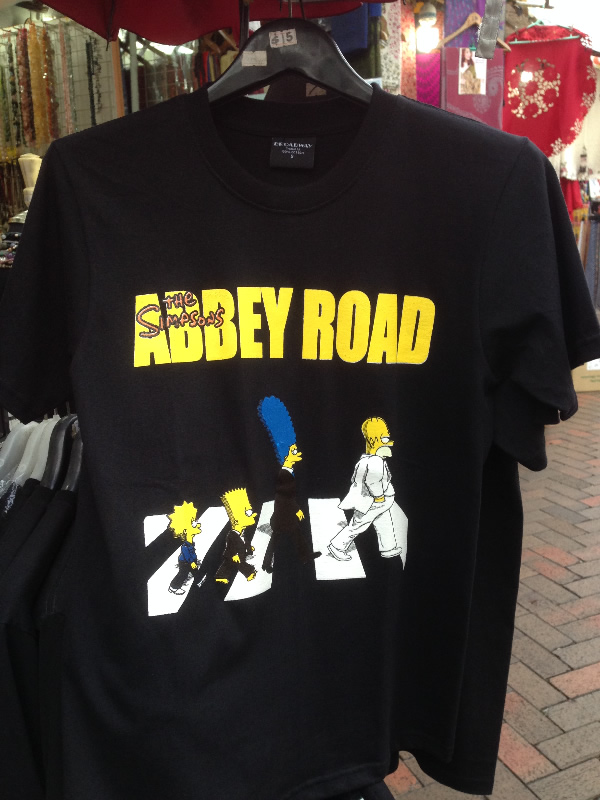 £5
BROADWAY
S
THE
SIMPSONS
ABBEY ROAD